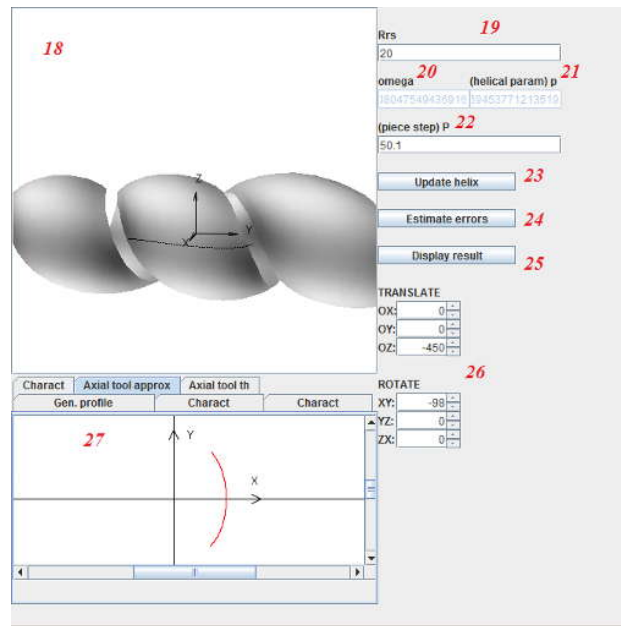 18
19
Rrs
20
omega 20 (helical param) p 21
38047549436916 39453771213519
(piece step) P 22
50.1
Update helix 23
Estimate errors 24
Display result 25
Z
Y
X
TRANSLATE
OX: 0
OY: 0
OZ: -450
26
ROTATE
XY: -98
YZ: 0
ZX: 0
Charact Axial tool approx Axial tool th
Gen. profile Charact Charact
27
Y
X